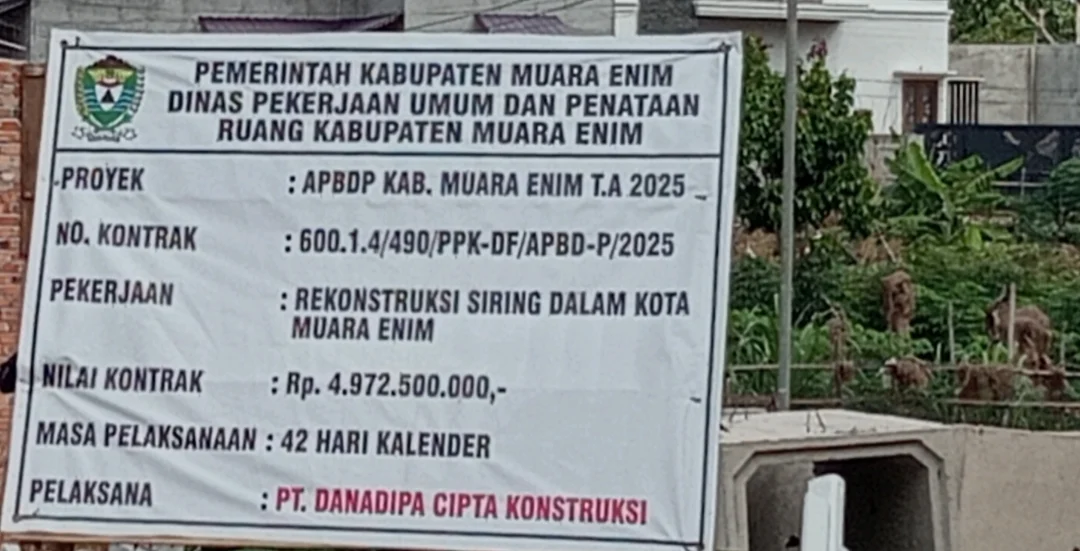 PEMERINTAH KABUPATEN MUARA ENIM
DINAS PEKERJAAN UMUM DAN PENATAAN
RUANG KABUPATEN MUARA ENIM
PROYEK : APBDP KAB. MUARA ENIM T.A 2025
NO. KONTRAK : 600.1.4/490/PPK-DF/APBD-P/2025
PEKERJAAN : REKONSTRUKSI SIRING DALAM KOTA
MUARA ENIM
NILAI KONTRAK : Rp. 4.972.500.000,-
MASA PELAKSANAAN : 42 HARI KALENDER
PELAKSANA : PT. DANADIPA CIPTA KONSTRUKSI